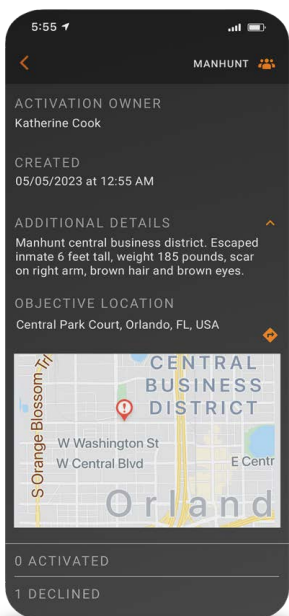 5:55
MANHUNT
ACTIVATION OWNER
Katherine Cook
CREATED
05/05/2023 at 12:55 AM
ADDITIONAL DETAILS
Manhunt central business district. Escaped
inmate 6 feet tall, weight 185 pounds, scar
on right arm, brown hair and brown eyes.
OBJECTIVE LOCATION
Central Park Court, Orlando, FL, USA
CENTRAL
BUSINESS
DISTRICT
S Orange Blossom Trl
W Washington St
W Central Blvd
E Centr
Orland
0 ACTIVATED
1 DECLINED